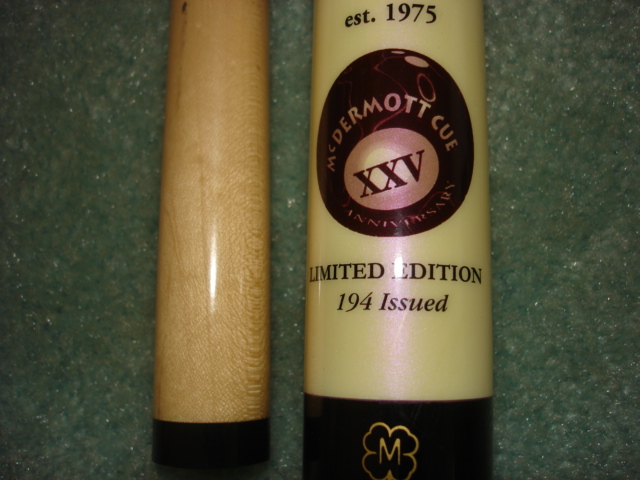 est. 1975
McDERMOTT CUE
XXV
ANNIVERSARY
LIMITED EDITION
194 Issued
M